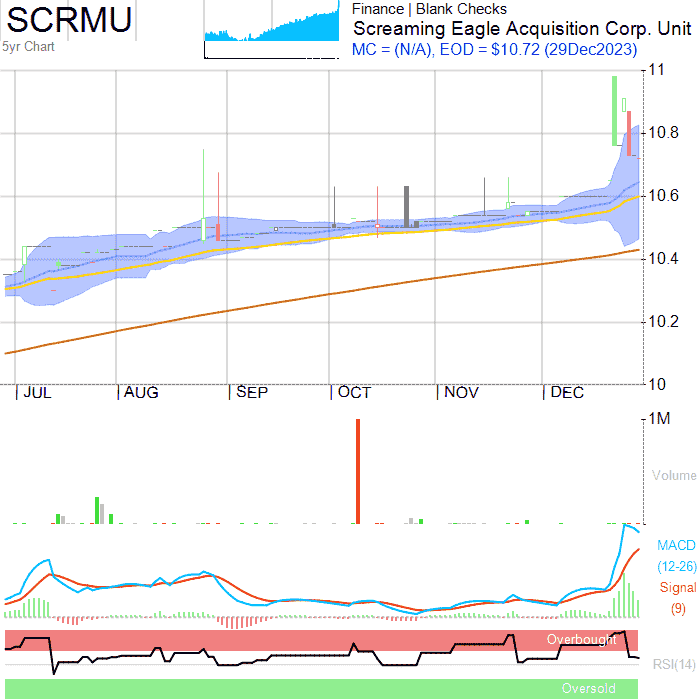 SCRMU
5yr Chart
Finance | Blank Checks
Screaming Eagle Acquisition Corp. Unit
MC = (N/A), EOD = $10.72 (29Dec2023)
11
10.8
10.6
10.4
10.2
10
JUL AUG SEP OCT NOV DEC
1M
Volume
MACD
(12-26)
Signal
(9)
Overbought
RSI(14)
Oversold